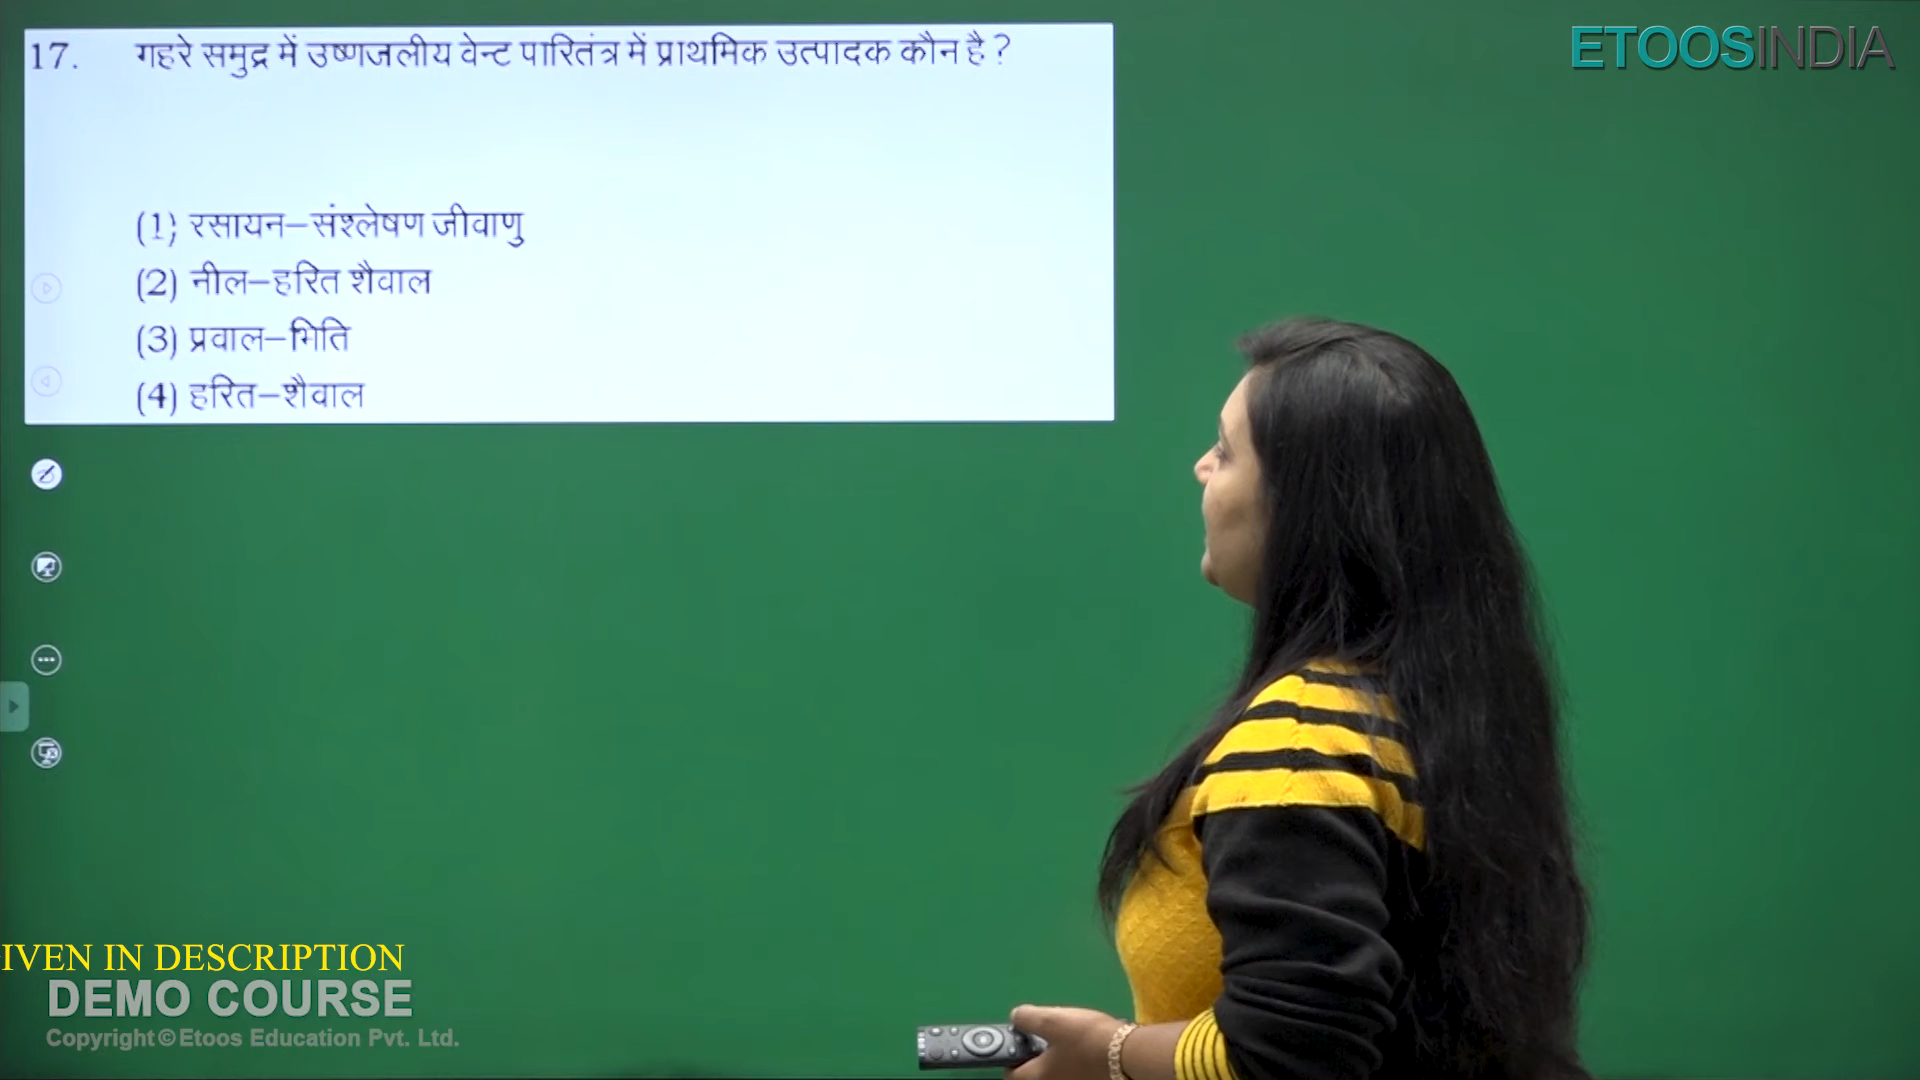 ETOOSINDIA
17. गहरे समुद्र में उष्णजलीय वेन्ट पारितंत्र में प्राथमिक उत्पादक कौन है ?
(1) रसायन–संश्लेषण जीवाणु
(2) नील–हरित शैवाल
(3) प्रवाल–भिति
(4) हरित–शैवाल
IVEN IN DESCRIPTION
DEMO COURSE
Copyright © Etoos Education Pvt. Ltd.